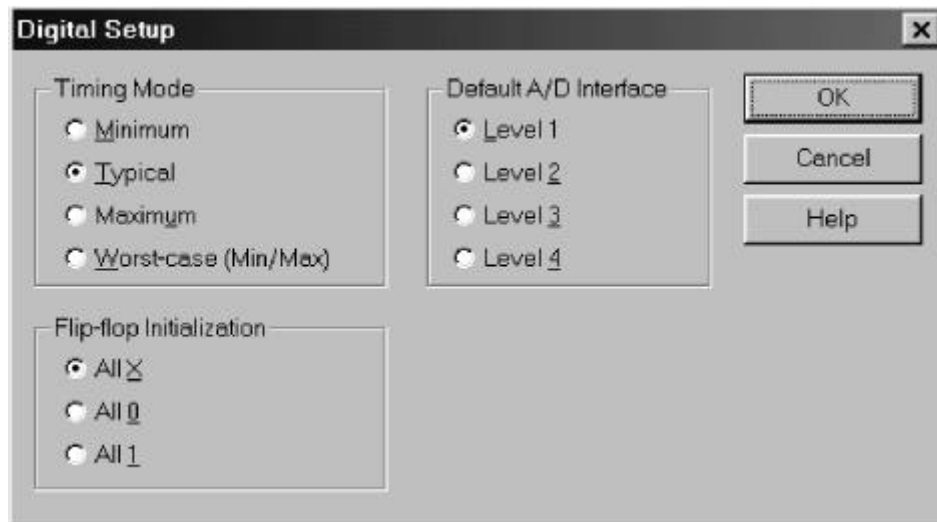 Digital Setup
Timing Mode
Minimum
Typical
Maximum
Worst-case (Min/Max)
Default A/D Interface
Level 1
Level 2
Level 3
Level 4
OK
Cancel
Help
Flip-flop Initialization
All X
All 0
All 1